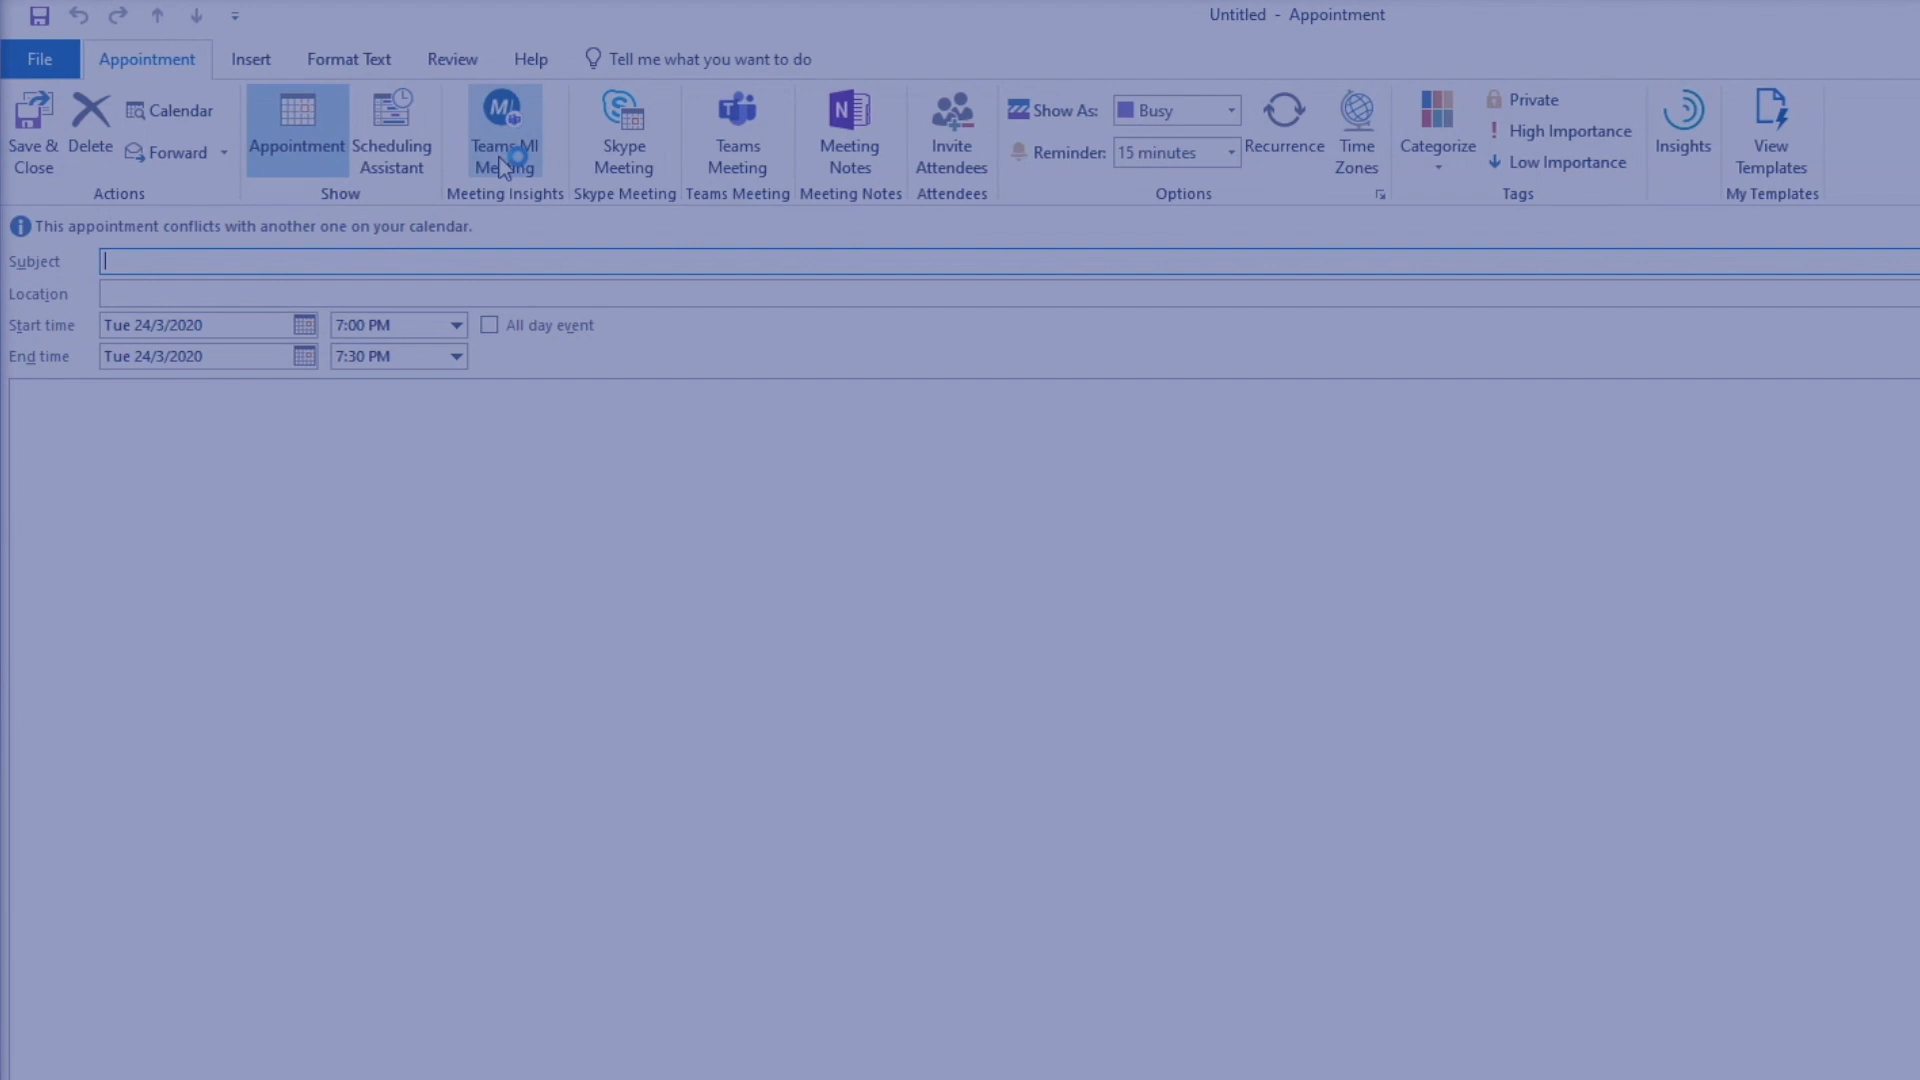 Untitled - Appointment
File Appointment Insert Format Text Review Help Tell me what you want to do
Save & Close
Delete
Calendar
Forward
Actions
Appointment
Scheduling Assistant
Show
Teams MI Meeting
Meeting Insights
Skype Meeting
Skype Meeting
Teams Meeting
Teams Meeting
Meeting Notes
Meeting Notes
Invite Attendees
Attendees
Show As: Busy
Reminder: 15 minutes
Recurrence
Time Zones
Options
Categorize
Private
High Importance
Low Importance
Tags
Insights
View Templates
My Templates
This appointment conflicts with another one on your calendar.
Subject
Location
Start time Tue 24/3/2020 7:00 PM All day event
End time Tue 24/3/2020 7:30 PM